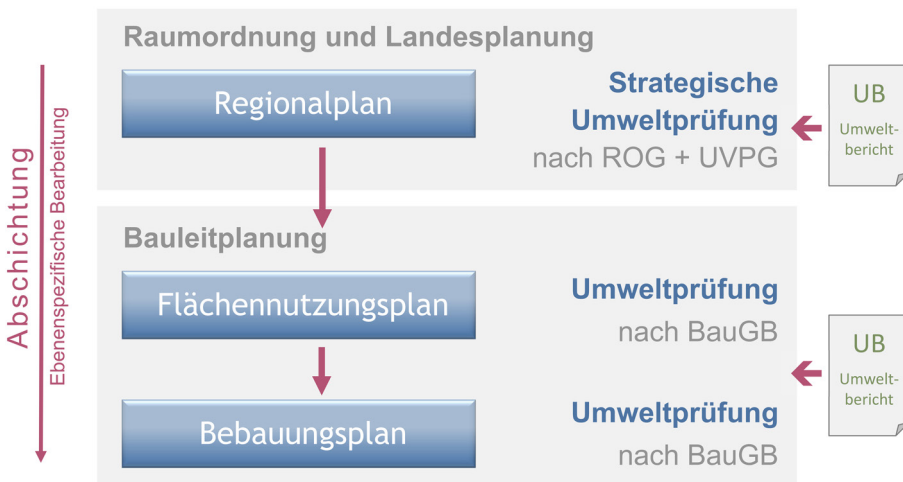 Raumordnung und Landesplanung
Regionalplan
Strategische
Umweltprüfung
nach ROG + UVPG
UB
Umwelt-
bericht
Abschichtung
Ebenenspezifische Bearbeitung
Bauleitplanung
Flächennutzungsplan
Umweltprüfung
nach BauGB
UB
Umwelt-
bericht
Bebauungsplan
Umweltprüfung
nach BauGB